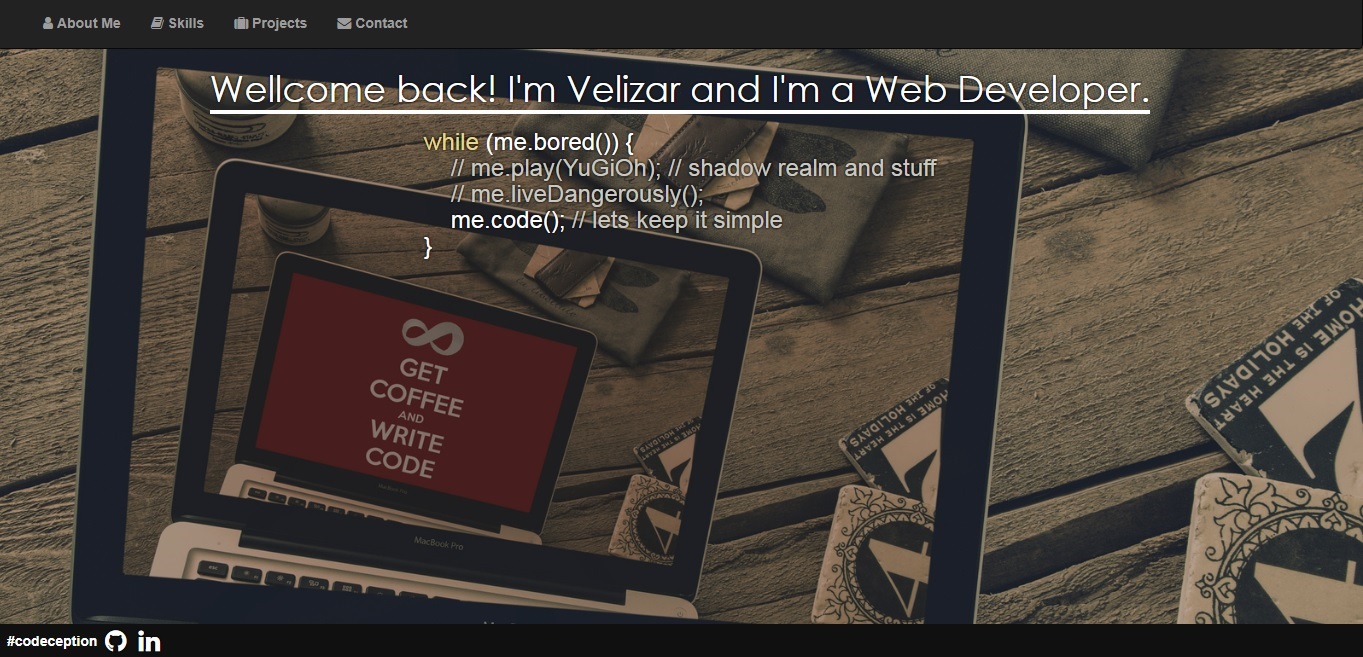 About Me
Skills
Projects
Contact
Wellcome back! I'm Velizar and I'm a Web Developer.
while (me.bored()) {
// me.play(YuGiOh); // shadow realm and stuff
// me.liveDangerously();
me.code(); // lets keep it simple
}
GET
COFFEE
AND
WRITE
CODE
MacBook Pro
MacBook Pro
HOME IS THE HEART
OF THE HOLIDAYS
HOME IS THE HEART
OF THE HOLIDAYS
#codeception
in